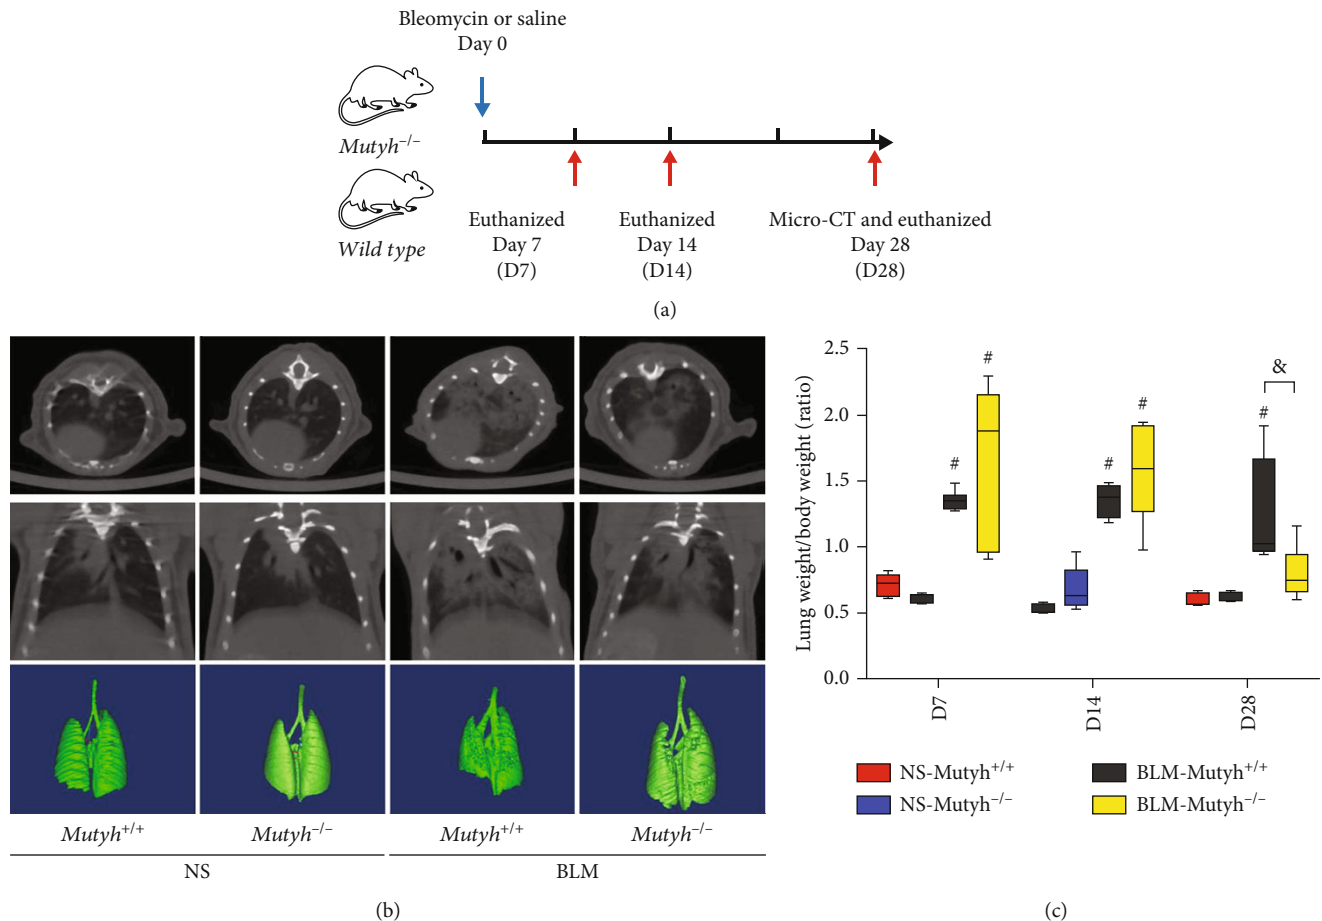 Bleomycin or saline
Day 0
Mutyh−/−
Wild type
Euthanized
Day 7
(D7)
Euthanized
Day 14
(D14)
Micro-CT and euthanized
Day 28
(D28)
(a)
Mutyh+/+
Mutyh−/−
Mutyh+/+
Mutyh−/−
NS
BLM
(b)
Lung weight/body weight (ratio)
2.5
2.0
1.5
1.0
0.5
0.0
#
#
#
#
#
&
D7
D14
D28
NS-Mutyh+/+
NS-Mutyh−/−
BLM-Mutyh+/+
BLM-Mutyh−/−
(c)